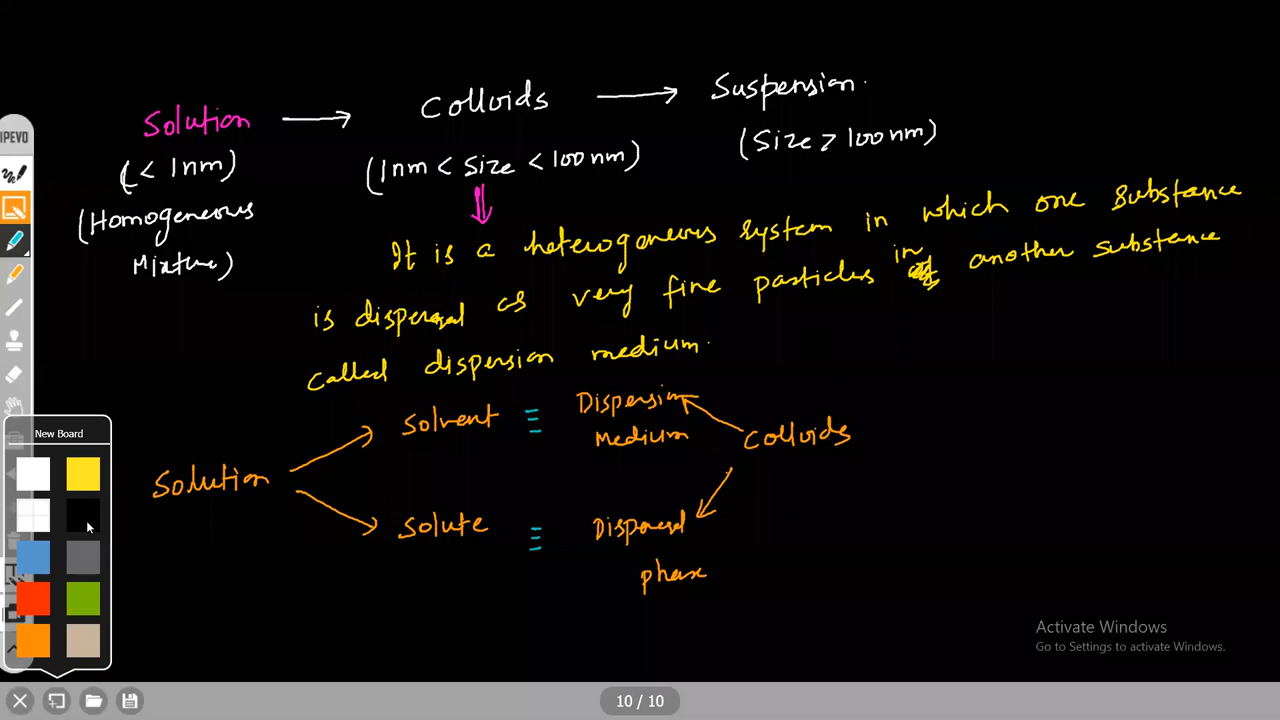 Solution → Colloids → Suspension.
(< 1nm) (1nm < Size < 100nm) (Size > 100nm)
(Homogeneous
Mixture)
It is a heterogeneous system in which one substance
is dispersed as very fine particles in another substance
called dispersion medium.
Solvent ≡ Dispersion
Medium
Solution Colloids
Solute ≡ Dispersed
phase
IPEVO
New Board
Activate Windows
Go to Settings to activate Windows.
10 / 10